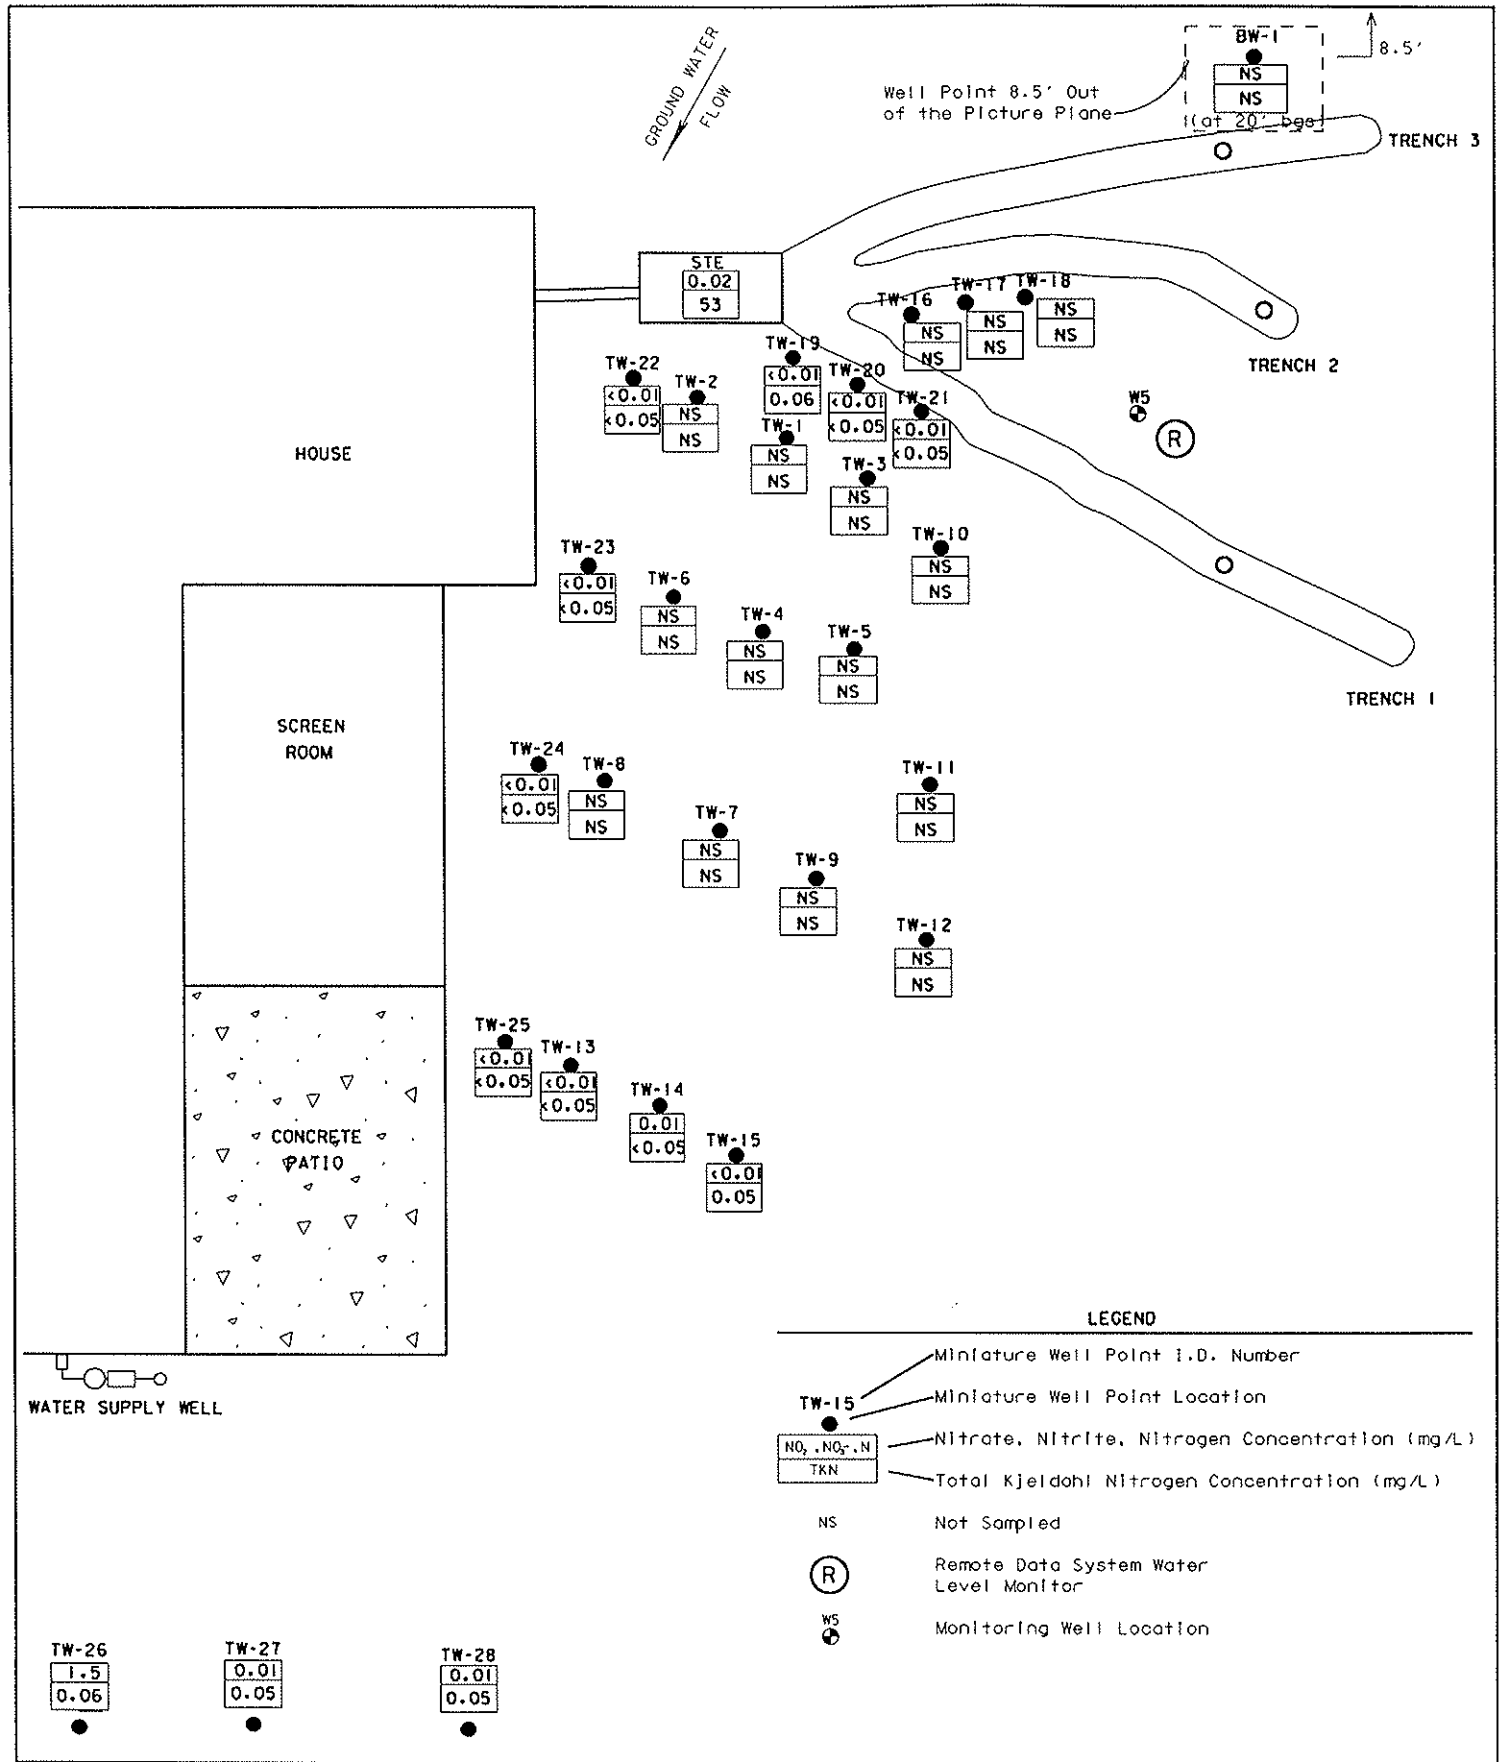 GROUND WATER
FLOW
BW-1
NS
NS
(at 20' bgs)
8.5'
Well Point 8.5' Out
of the Picture Plane
TRENCH 3
STE
0.02
53
TW-16
NS
NS
TW-17
NS
NS
TW-18
NS
NS
TRENCH 2
TW-19
<0.01
0.06
TW-22
<0.01
<0.05
TW-2
NS
NS
TW-20
<0.01
<0.05
TW-21
<0.01
<0.05
W5
R
HOUSE
TW-1
NS
NS
TW-3
NS
NS
TW-10
NS
NS
TW-23
<0.01
<0.05
TW-6
NS
NS
TW-4
NS
NS
TW-5
NS
NS
TRENCH 1
SCREEN
ROOM
TW-24
<0.01
<0.05
TW-8
NS
NS
TW-7
NS
NS
TW-11
NS
NS
TW-9
NS
NS
TW-12
NS
NS
TW-25
<0.01
<0.05
TW-13
<0.01
<0.05
TW-14
0.01
<0.05
TW-15
<0.01
0.05
CONCRETE
PATIO
WATER SUPPLY WELL
LEGEND
Miniature Well Point I.D. Number
TW-15
Miniature Well Point Location
NO₂,NO₃-,N
Nitrate, Nitrite, Nitrogen Concentration (mg/L)
TKN
Total Kjeldohl Nitrogen Concentration (mg/L)
NS
Not Sampled
R
Remote Data System Water
Level Monitor
W5
Monitoring Well Location
TW-26
1.5
0.06
TW-27
0.01
0.05
TW-28
0.01
0.05